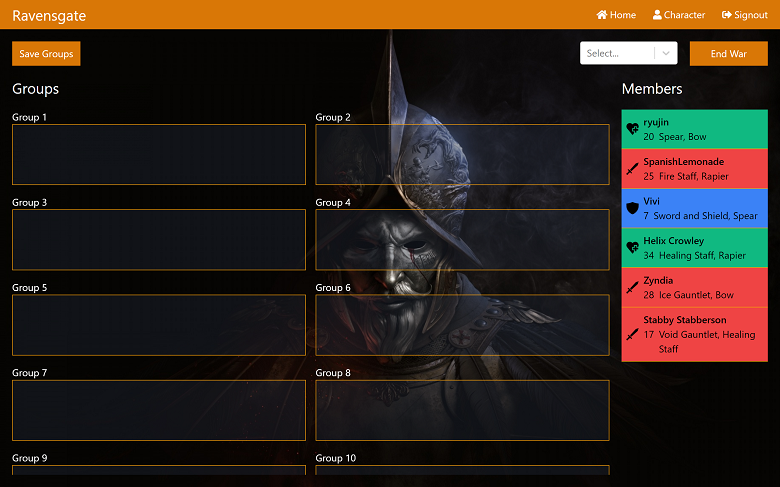 Ravensgate
Home
Character
Signout
Save Groups
Select...
End War
Groups
Members
Group 1
Group 2
Group 3
Group 4
Group 5
Group 6
Group 7
Group 8
Group 9
Group 10
ryujin
20 Spear, Bow
SpanishLemonade
25 Fire Staff, Rapier
Vivi
7 Sword and Shield, Spear
Helix Crowley
34 Healing Staff, Rapier
Zyndia
28 Ice Gauntlet, Bow
Stabby Stabberson
17 Void Gauntlet, Healing
Staff